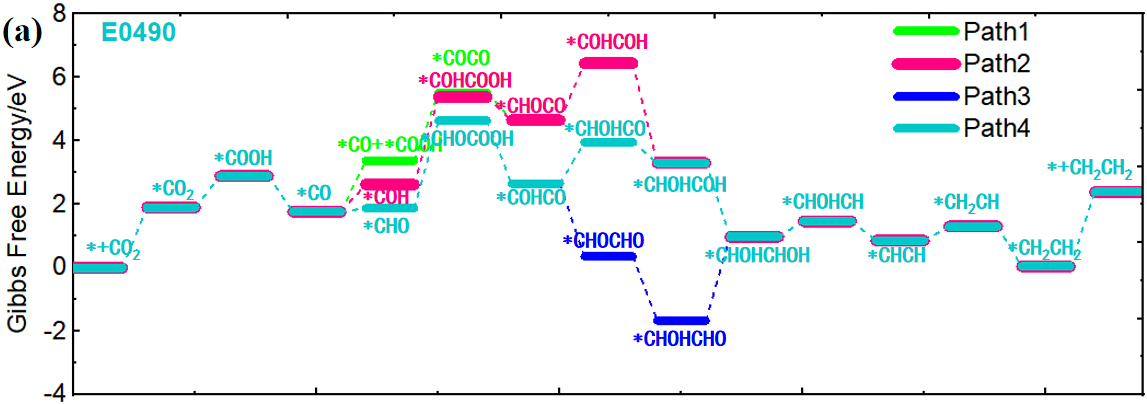 (a)
E0490
Gibbs Free Energy/eV
8
6
4
2
0
-2
-4
Path1
Path2
Path3
Path4
*+CO₂
*CO₂
*COOH
*CO
*CO+*COOH
*COH
*CHO
*COCO
*COHCOOH
*CHOCOOH
*CHOCO
*COHCO
*COHCOH
*CHOHCO
*CHOCHO
*CHOHCOH
*CHOHCHO
*CHOHCHOH
*CHOHCH
*CHCH
*CH₂CH
*CH₂CH₂
*+CH₂CH₂